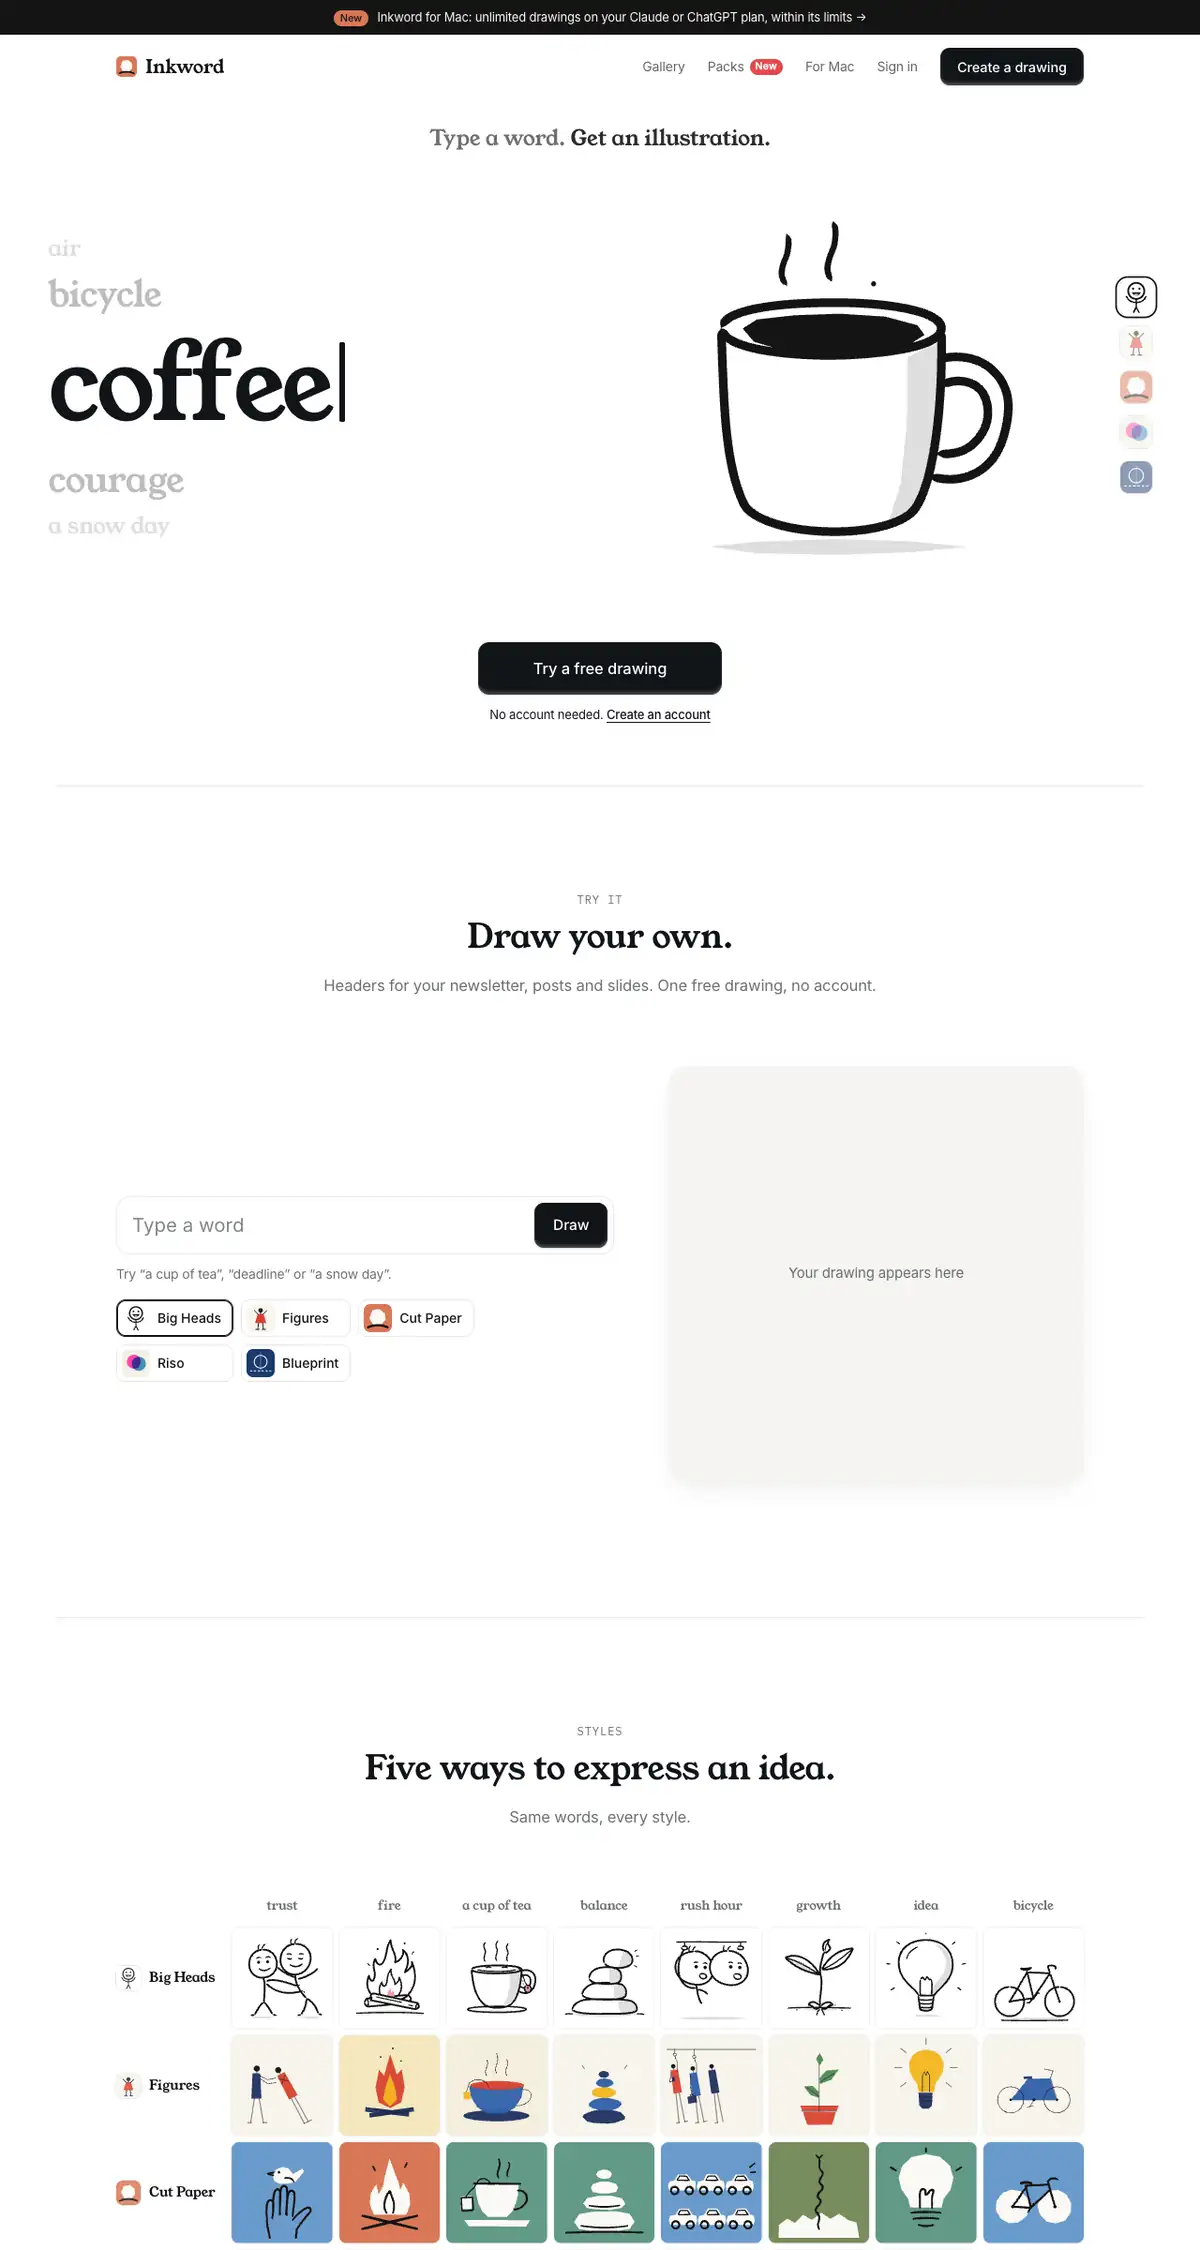 New Inkword for Mac: unlimited drawings on your Claude or ChatGPT plan, within its limits →
Inkword
Gallery Packs New For Mac Sign in Create a drawing
Type a word. Get an illustration.
air
bicycle
coffee
courage
a snow day
Try a free drawing
No account needed. Create an account
TRY IT
Draw your own.
Headers for your newsletter, posts and slides. One free drawing, no account.
Type a word Draw
Try “a cup of tea”, “deadline” or “a snow day”.
Big Heads Figures Cut Paper
Riso Blueprint
Your drawing appears here
STYLES
Five ways to express an idea.
Same words, every style.
trust fire a cup of tea balance rush hour growth idea bicycle
Big Heads
Figures
Cut Paper